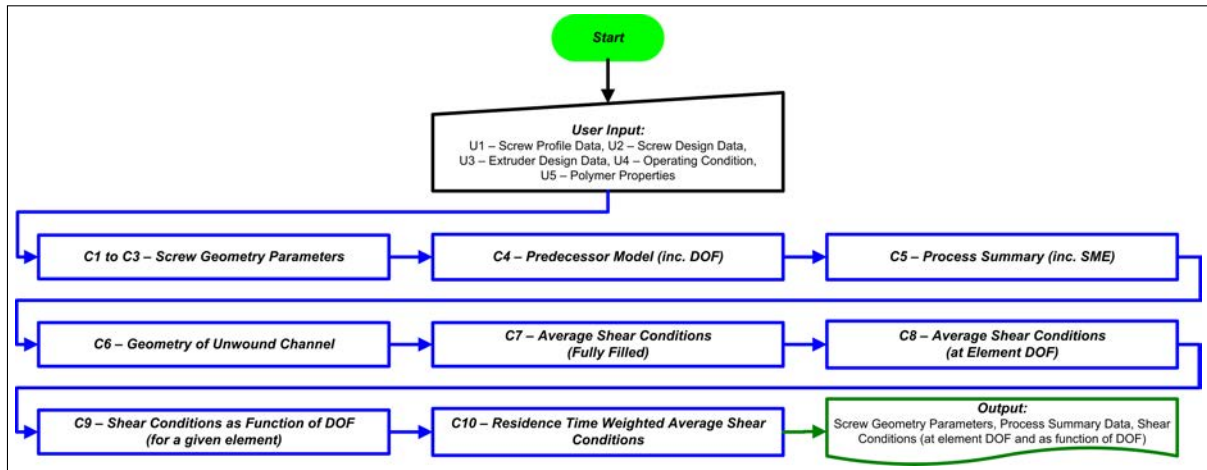 Start
User Input:
U1 – Screw Profile Data, U2 – Screw Design Data,
U3 – Extruder Design Data, U4 – Operating Condition,
U5 – Polymer Properties
C1 to C3 – Screw Geometry Parameters
C4 – Predecessor Model (inc. DOF)
C5 – Process Summary (inc. SME)
C6 – Geometry of Unwound Channel
C7 – Average Shear Conditions
(Fully Filled)
C8 – Average Shear Conditions
(at Element DOF)
C9 – Shear Conditions as Function of DOF
(for a given element)
C10 – Residence Time Weighted Average Shear
Conditions
Output:
Screw Geometry Parameters, Process Summary Data, Shear
Conditions (at element DOF and as function of DOF)